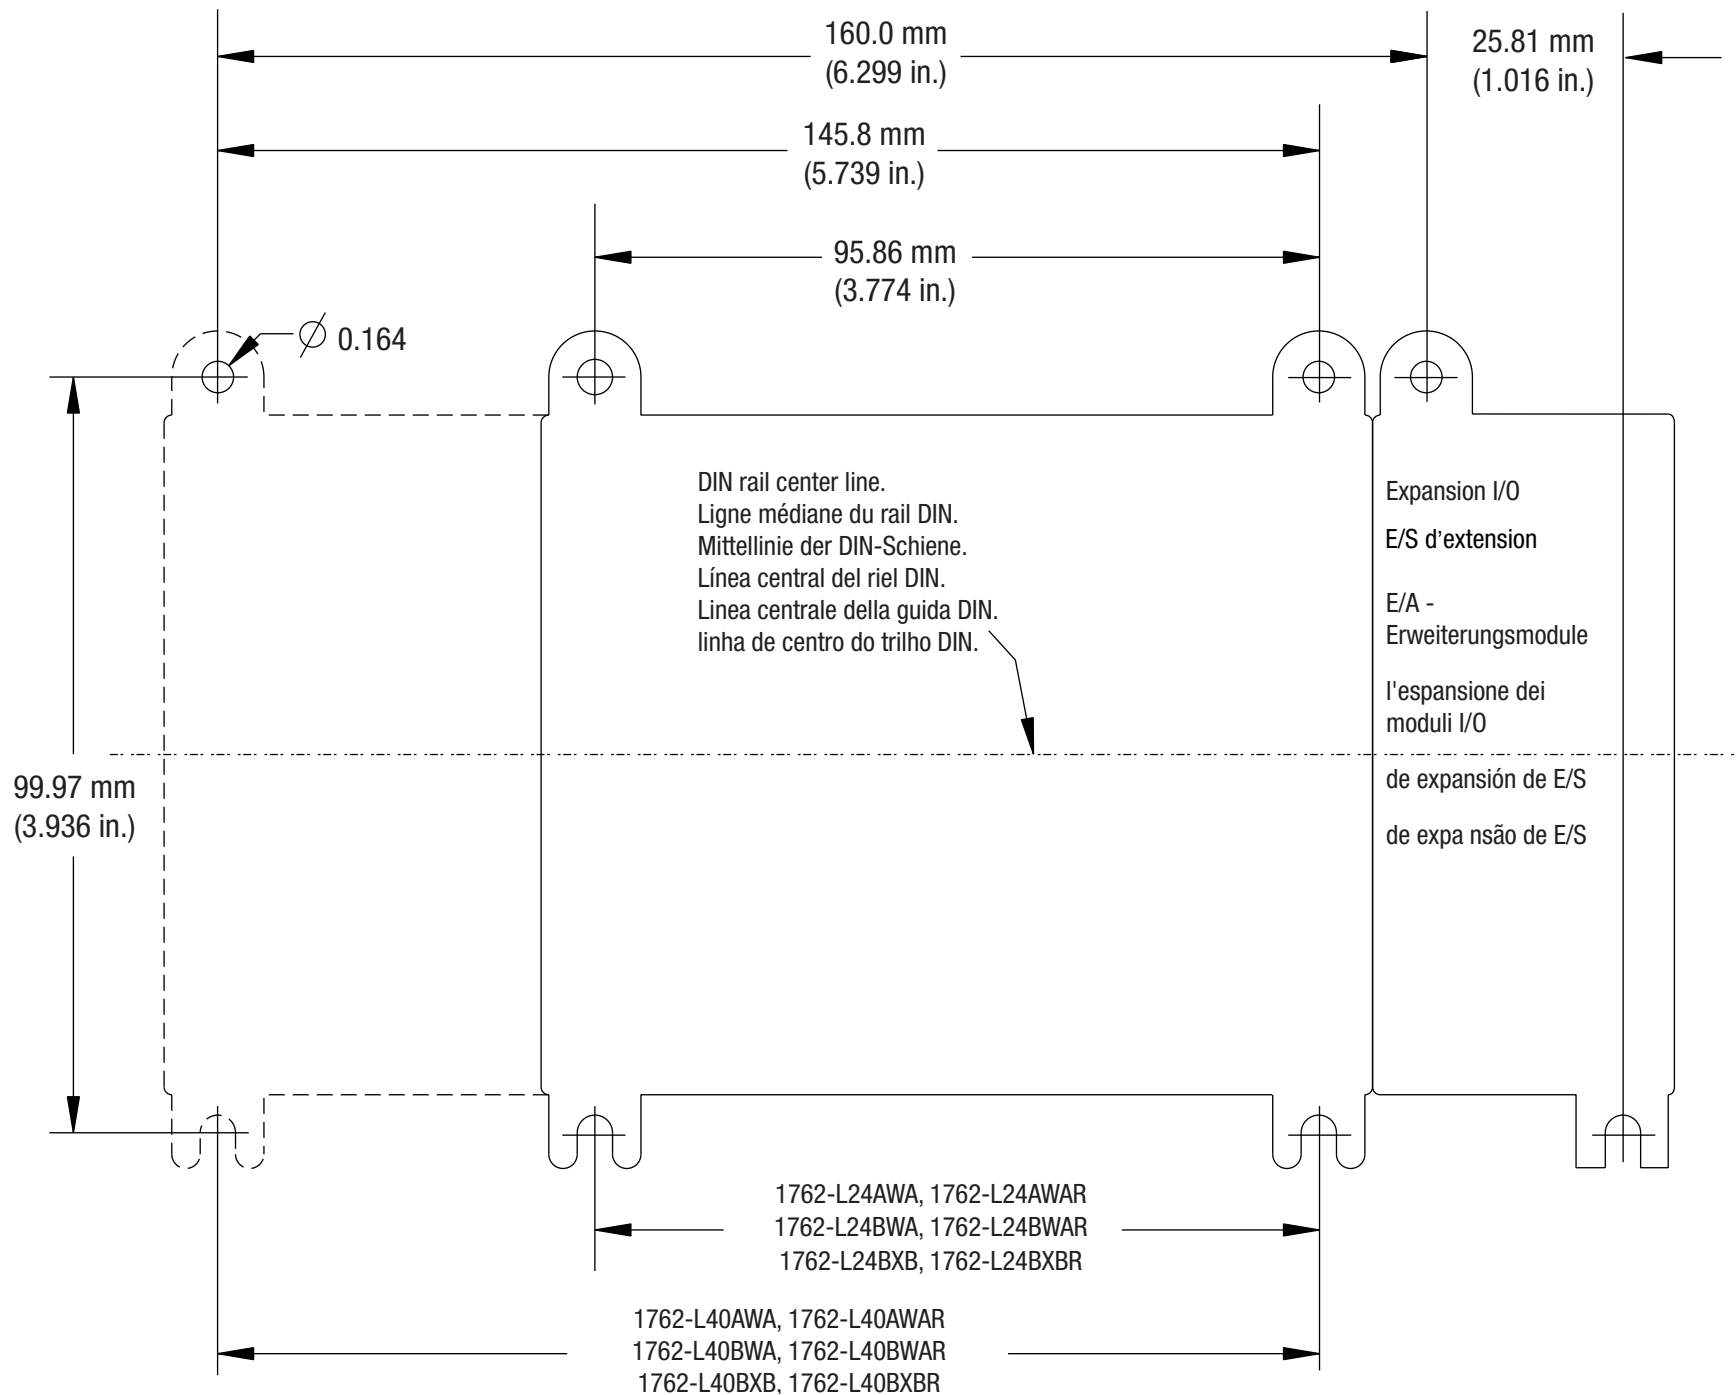 160.0 mm
(6.299 in.)
25.81 mm
(1.016 in.)
145.8 mm
(5.739 in.)
95.86 mm
(3.774 in.)
0.164
DIN rail center line.
Ligne médiane du rail DIN.
Mittellinie der DIN-Schiene.
Línea central del riel DIN.
Linea centrale della guida DIN.
linha de centro do trilho DIN.
Expansion I/O
E/S d'extension
E/A -
Erweiterungsmodule
l'espansione dei
moduli I/O
de expansión de E/S
de expa nsão de E/S
99.97 mm
(3.936 in.)
1762-L24AWA, 1762-L24AWAR
1762-L24BWA, 1762-L24BWAR
1762-L24BXB, 1762-L24BXBR
1762-L40AWA, 1762-L40AWAR
1762-L40BWA, 1762-L40BWAR
1762-L40BXB, 1762-L40BXBR